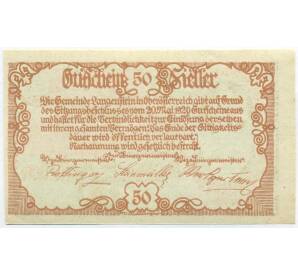 Gutschein 50 Heller
Die Gemeinde Langenstein in Oberösterreich gibt auf Grund
des Sitzungsbeschlusses vom 20. Mai 1920 Gutscheine aus
und haftet für die Verbindlichkeit zur Einlösung derselben
mit ihrem gesamten Vermögen. Das Ende der Gültigkeits-
dauer wird öffentlich verlautbart.
Nachahmung wird gesetzlich bestraft.
50